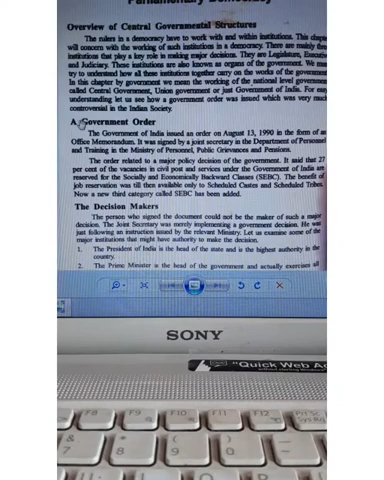 Parliamentary Democracy
Overview of Central Governmental Structures
The rulers in a democracy have to work with and within institutions. This chapter
will concern with the working of such institutions in a democracy. There are mainly three
institutions that play a key role in making major decisions. They are Legislature, Executive
and Judiciary. These institutions are also known as organs of the government. We must
try to understand how all these institutions together carry on the works of the government
In this chapter by government we mean the working of the national level government
called Central Government, Union government or just Government of India. For easy
understanding let us see how a government order was issued which was very much
controvensial in the Indian Society.
A Government Order
The Government of India issued an order on August 13, 1990 in the form of an
Office Memorandum. It was signed by a joint secretary in the Department of Personnel
and Training in the Ministry of Personnel, Public Grievances and Pensions.
The order related to a major policy decision of the government. It said that 27
per cent of the vacancies in civil post and services under the Government of India are
reserved for the Socially and Economically Backward Classes (SEBC). The benefit of
job reservation was till then available only to Scheduled Castes and Scheduled Tribes.
Now a new third category called SEBC has been added.
The Decision Makers
The person who signed the document could not be the maker of such a major
decision. The Joint Secretary was merely implementing a government decision. He was
just following an instruction issued by the relevant Ministry. Let us examine some of the
major institutions that might have authority to make the decision.
1. The President of India is the head of the state and is the highest authority in the
country.
2. The Prime Minister is the head of the government and actually exercises all
SONY
"Quick Web Ac
F8 F9 F10 F11 F12 PrtSc
Sys Rq
& * ( )
7 8 9 0